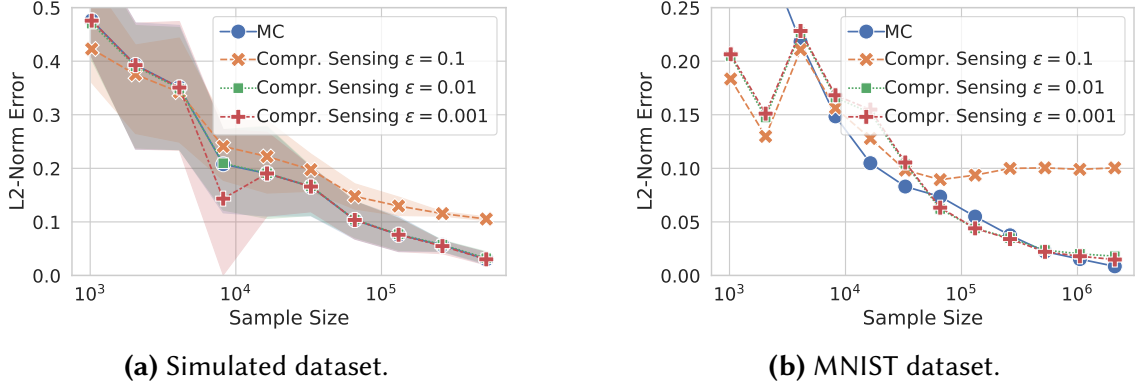 0.5
0.4
0.3
0.2
0.1
0.0
L2-Norm Error
MC
Compr. Sensing ε = 0.1
Compr. Sensing ε = 0.01
Compr. Sensing ε = 0.001
10³
10⁴
10⁵
Sample Size
(a) Simulated dataset.
0.25
0.20
0.15
0.10
0.05
0.00
L2-Norm Error
MC
Compr. Sensing ε = 0.1
Compr. Sensing ε = 0.01
Compr. Sensing ε = 0.001
10³
10⁴
10⁵
10⁶
Sample Size
(b) MNIST dataset.